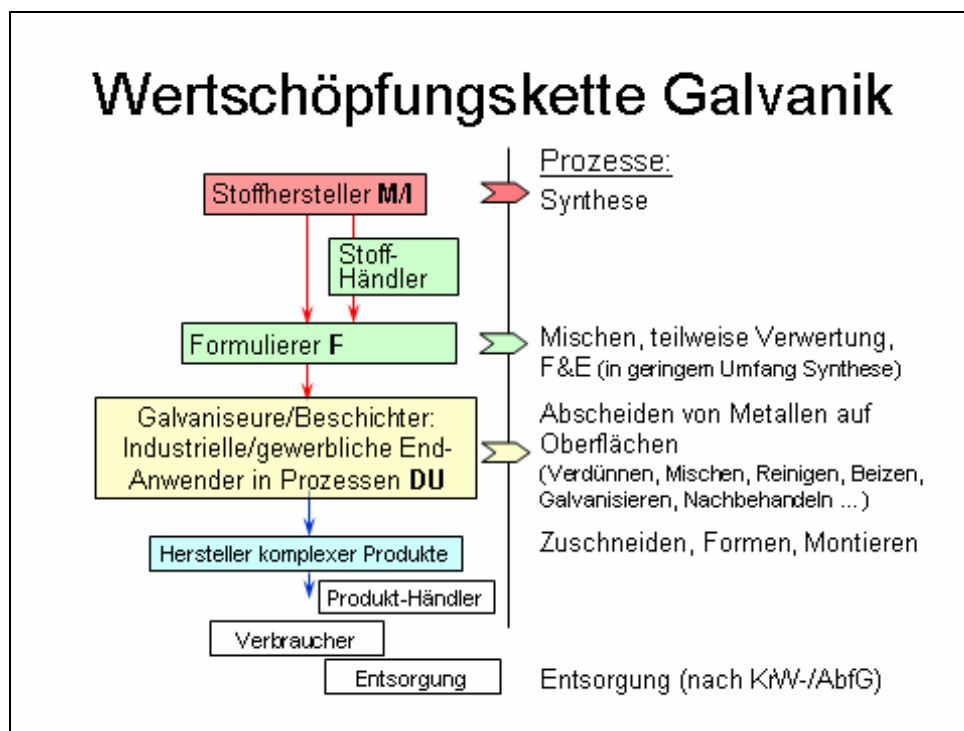 Wertschöpfungskette Galvanik
Prozesse:
Stoffhersteller M/I
Synthese
Stoff-
Händler
Formulierer F
Mischen, teilweise Verwertung,
F&E (in geringem Umfang Synthese)
Galvaniseure/Beschichter:
Industrielle/gewerbliche End-
Anwender in Prozessen DU
Abscheiden von Metallen auf
Oberflächen
(Verdünnen, Mischen, Reinigen, Beizen,
Galvanisieren, Nachbehandeln ... )
Hersteller komplexer Produkte
Zuschneiden, Formen, Montieren
Produkt-Händler
Verbraucher
Entsorgung
Entsorgung (nach KrW-/AbfG)